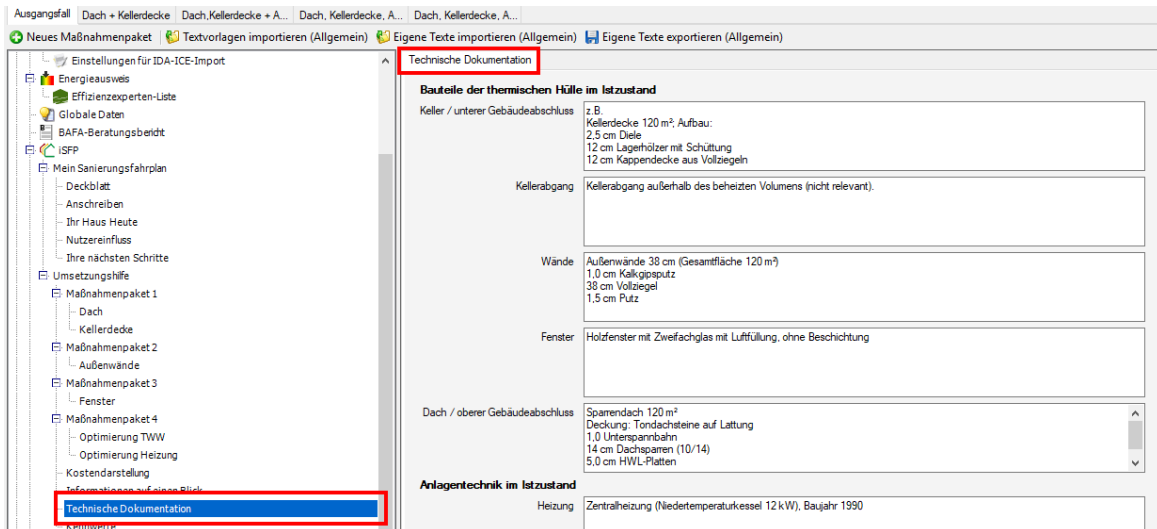 Ausgangsfall Dach + Kellerdecke Dach,Kellerdecke + A... Dach, Kellerdecke, A... Dach, Kellerdecke, A...
Neues Maßnahmenpaket Textvorlagen importieren (Allgemein) Eigene Texte importieren (Allgemein) Eigene Texte exportieren (Allgemein)
Einstellungen für IDA-ICE-Import
Energieausweis
Effizienzexperten-Liste
Globale Daten
BAFA-Beratungsbericht
iSFP
Mein Sanierungsfahrplan
Deckblatt
Anschreiben
Ihr Haus Heute
Nutzereinfluss
Ihre nächsten Schritte
Umsetzungshilfe
Maßnahmenpaket 1
Dach
Kellerdecke
Maßnahmenpaket 2
Außenwände
Maßnahmenpaket 3
Fenster
Maßnahmenpaket 4
Optimierung TWW
Optimierung Heizung
Kostendarstellung
Informationen auf einen Blick
Technische Dokumentation
Kennwerte
Technische Dokumentation
Bauteile der thermischen Hülle im Istzustand
Keller / unterer Gebäudeabschluss
z.B.
Kellerdecke 120 m²; Aufbau:
2,5 cm Diele
12 cm Lagerhölzer mit Schüttung
12 cm Kappendecke aus Vollziegeln
Kellerabgang
Kellerabgang außerhalb des beheizten Volumens (nicht relevant).
Wände
Außenwände 38 cm (Gesamtfläche 120 m²)
1,0 cm Kalkgipsputz
38 cm Vollziegel
1,5 cm Putz
Fenster
Holzfenster mit Zweifachglas mit Luftfüllung, ohne Beschichtung
Dach / oberer Gebäudeabschluss
Sparrendach 120 m²
Deckung: Tondachsteine auf Lattung
1,0 Unterspannbahn
14 cm Dachsparren (10/14)
5,0 cm HWL-Platten
Anlagentechnik im Istzustand
Heizung
Zentralheizung (Niedertemperaturkessel 12 kW), Baujahr 1990